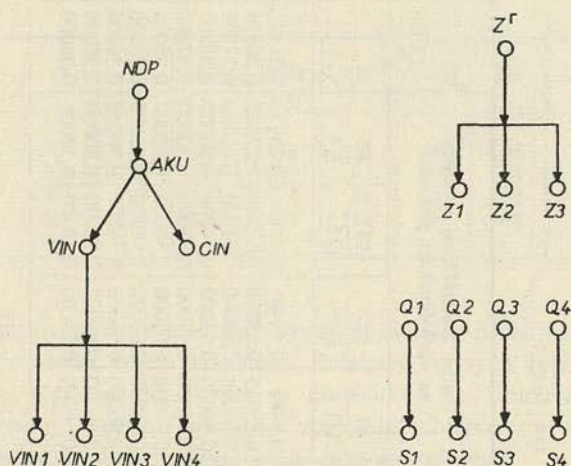 NDP
AKU
VIN
CIN
VIN1 VIN2 VIN3 VIN4
Z^r
Z1 Z2 Z3
Q1 Q2 Q3 Q4
S1 S2 S3 S4